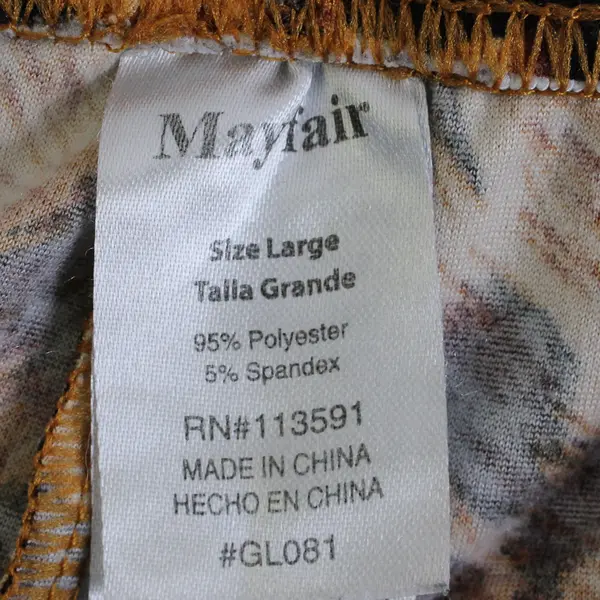 Mayfair
Size Large
Talla Grande
95% Polyester
5% Spandex
RN#113591
MADE IN CHINA
HECHO EN CHINA
#GL081